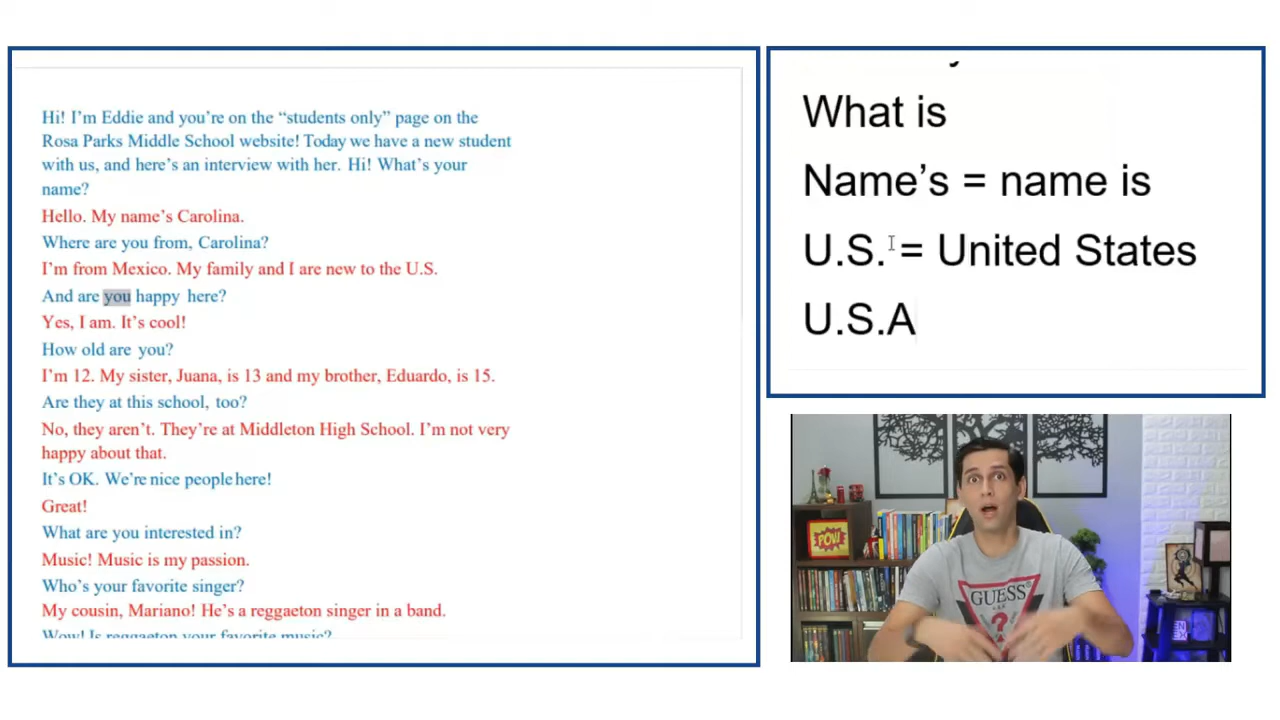 Hi! I’m Eddie and you’re on the “students only” page on the
Rosa Parks Middle School website! Today we have a new student
with us, and here’s an interview with her. Hi! What’s your
name?
Hello. My name’s Carolina.
Where are you from, Carolina?
I’m from Mexico. My family and I are new to the U.S.
And are you happy here?
Yes, I am. It’s cool!
How old are you?
I’m 12. My sister, Juana, is 13 and my brother, Eduardo, is 15.
Are they at this school, too?
No, they aren’t. They’re at Middleton High School. I’m not very
happy about that.
It’s OK. We’re nice people here!
Great!
What are you interested in?
Music! Music is my passion.
Who’s your favorite singer?
My cousin, Mariano! He’s a reggaeton singer in a band.
Wow! Is reggaeton your favorite music?
What is
Name’s = name is
U.S. = United States
U.S.A
POW!
GUESS
?